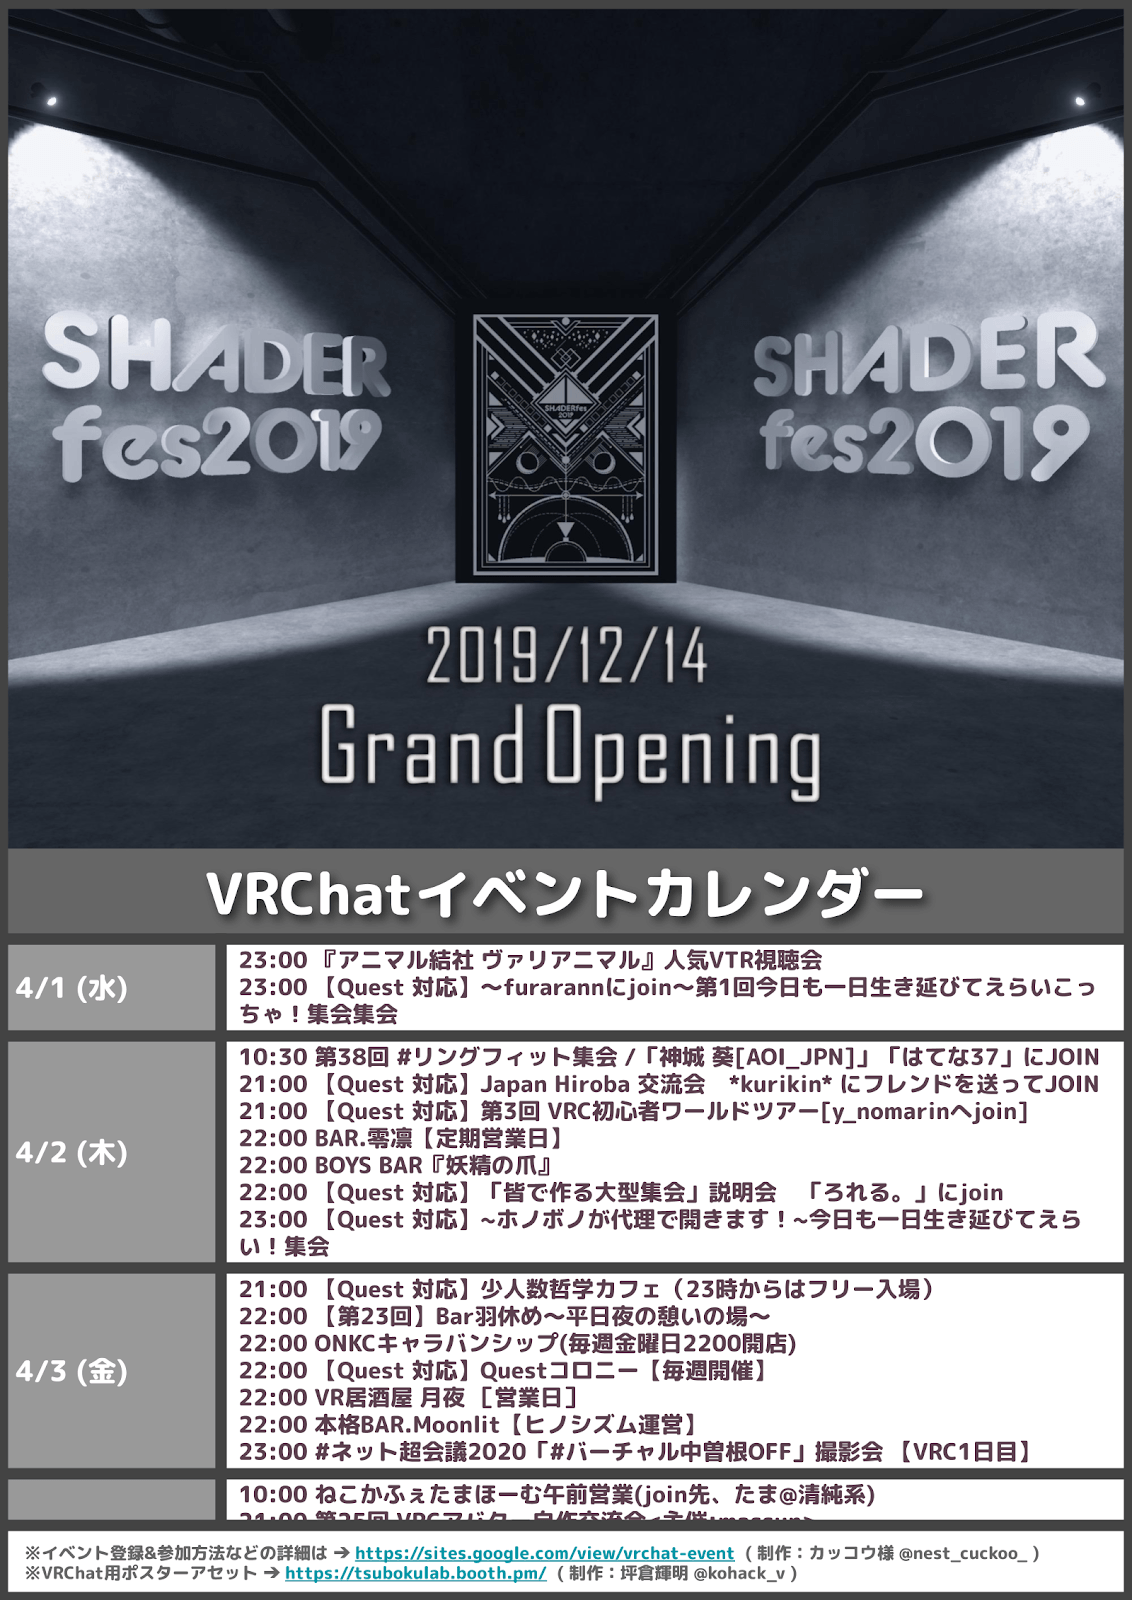 SHADER
fes2019
SHADER
fes2019
SHADERfes
2019
2019/12/14
Grand Opening
VRChatイベントカレンダー
4/1 (水)
23:00 『アニマル結社 ヴァリアニマル』人気VTR視聴会
23:00 【Quest 対応】～furarannにjoin～第1回今日も一日生き延びてえらいこっ
ちゃ！集会集会
4/2 (木)
10:30 第38回 #リングフィット集会 /「神城 葵[AOI_JPN]」「はてな37」にJOIN
21:00 【Quest 対応】Japan Hiroba 交流会　*kurikin* にフレンドを送ってJOIN
21:00 【Quest 対応】第3回 VRC初心者ワールドツアー[y_nomarinへjoin]
22:00 BAR.零凛【定期営業日】
22:00 BOYS BAR『妖精の爪』
22:00 【Quest 対応】「皆で作る大型集会」説明会　「ろれる。」にjoin
23:00 【Quest 対応】~ホノボノが代理で開きます！~今日も一日生き延びてえら
い！集会
4/3 (金)
21:00 【Quest 対応】少人数哲学カフェ（23時からはフリー入場）
22:00 【第23回】Bar羽休め～平日夜の憩いの場～
22:00 ONKCキャラバンシップ(毎週金曜日2200開店)
22:00 【Quest 対応】Questコロニー【毎週開催】
22:00 VR居酒屋 月夜 ［営業日］
22:00 本格BAR.Moonlit【ヒノシズム運営】
23:00 #ネット超会議2020「#バーチャル中曽根OFF」撮影会 【VRC1日目】
10:00 ねこかふぇたまほーむ午前営業(join先、たま@清純系)
21:00 第25回 VRCアバター自作交流会
※イベント登録&参加方法などの詳細は ➔ https://sites.google.com/view/vrchat-event ( 制作：カッコウ様 @nest_cuckoo_ )
※VRChat用ポスターアセット ➔ https://tsubokulab.booth.pm/ ( 制作：坪倉輝明 @kohack_v )